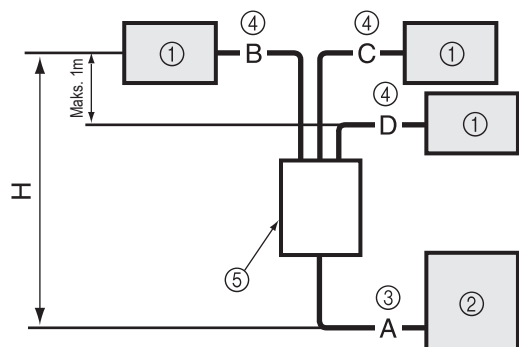 ④ ④
① B C ①
Maks. 1m
④
D ①
H
⑤
③
A ②